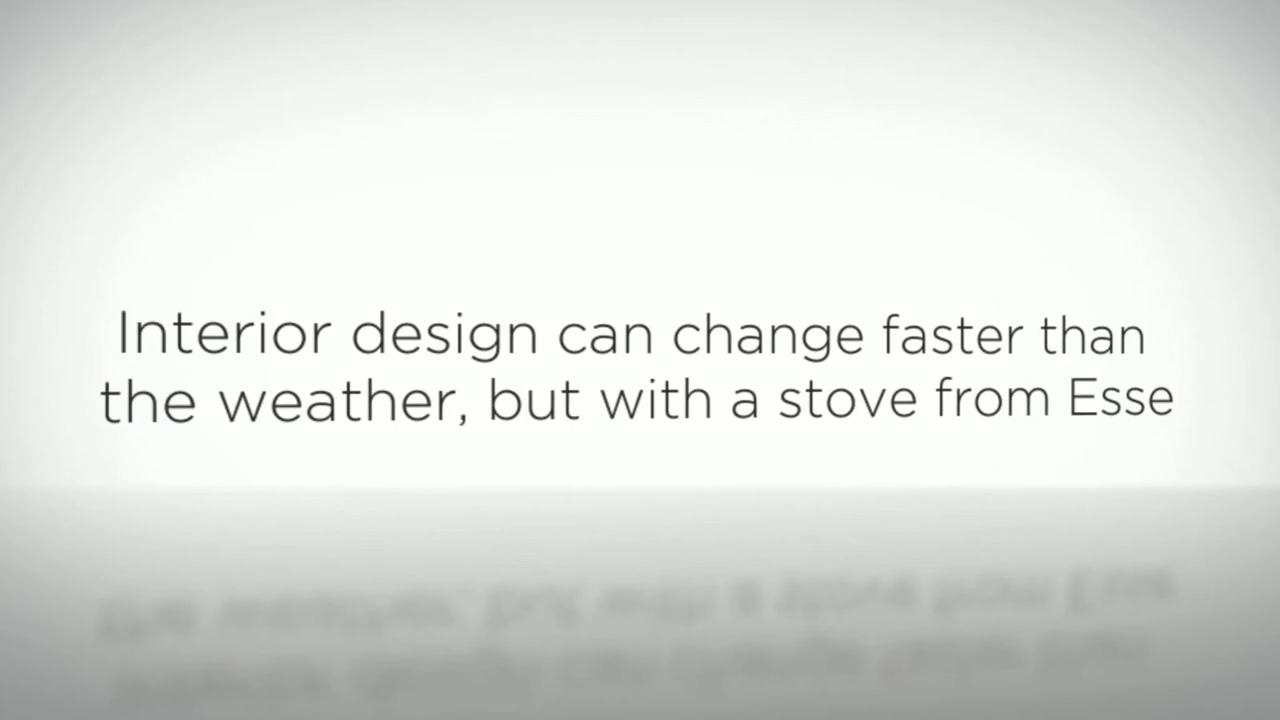 Interior design can change faster than
the weather, but with a stove from Esse